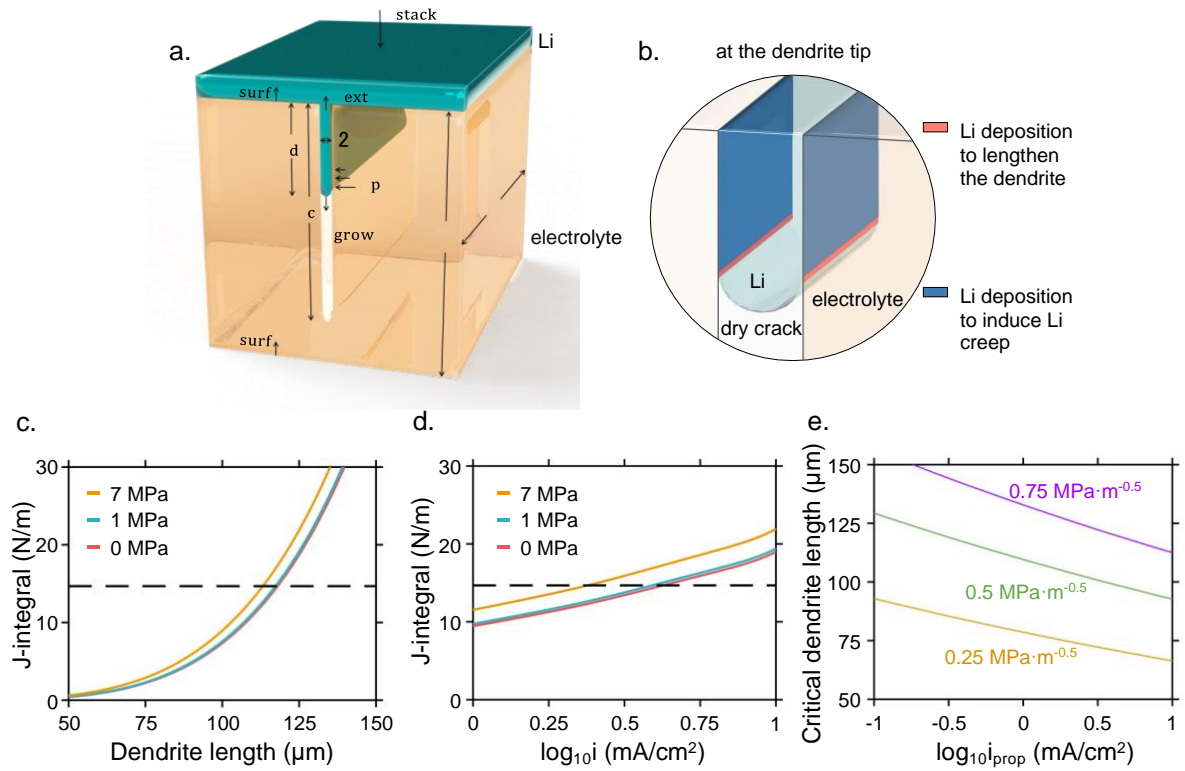 a.
stack
Li
surf
ext
2
d
p
c
grow
electrolyte
surf
b.
at the dendrite tip
Li deposition
to lengthen
the dendrite
Li
electrolyte
dry crack
Li deposition
to induce Li
creep
c.
J-integral (N/m)
30
20
10
0
7 MPa
1 MPa
0 MPa
50 75 100 125 150
Dendrite length (μm)
d.
J-integral (N/m)
30
20
10
0
7 MPa
1 MPa
0 MPa
0 0.25 0.5 0.75 1
log₁₀i (mA/cm²)
e.
Critical dendrite length (μm)
150
125
100
75
50
0.75 MPa·m⁻⁰·⁵
0.5 MPa·m⁻⁰·⁵
0.25 MPa·m⁻⁰·⁵
-1 -0.5 0 0.5 1
log₁₀iₚᵣₒₚ (mA/cm²)